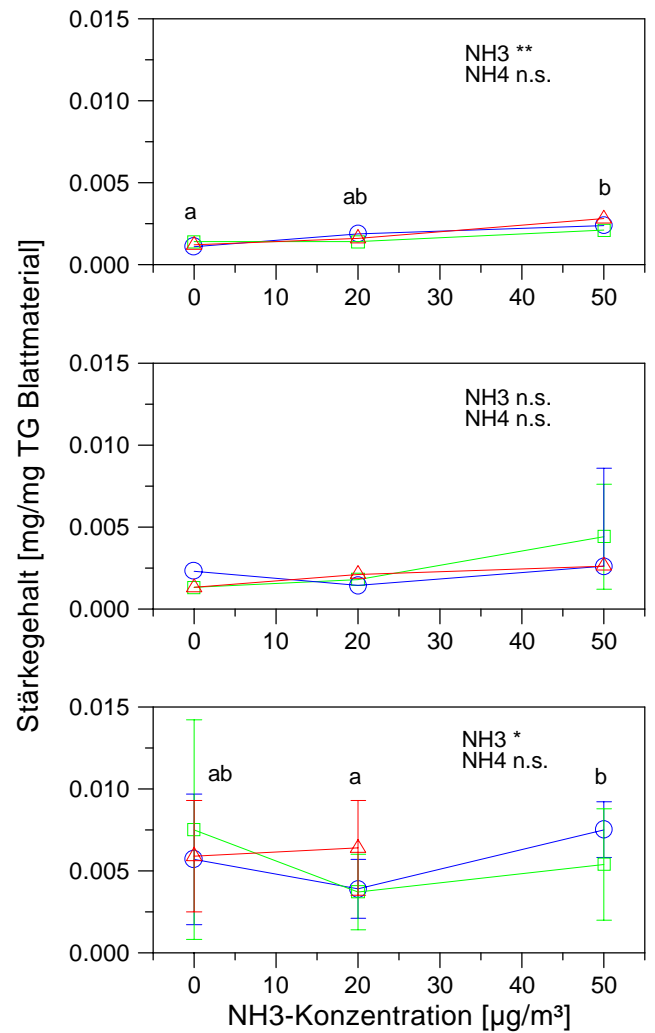 Stärkegehalt [mg/mg TG Blattmaterial]
0.015
0.010
0.005
0.000
NH3 **
NH4 n.s.
a
ab
b
0 10 20 30 40 50
0.015
0.010
0.005
0.000
NH3 n.s.
NH4 n.s.
0 10 20 30 40 50
0.015
0.010
0.005
0.000
NH3 *
NH4 n.s.
ab
a
b
0 10 20 30 40 50
NH3-Konzentration [µg/m³]